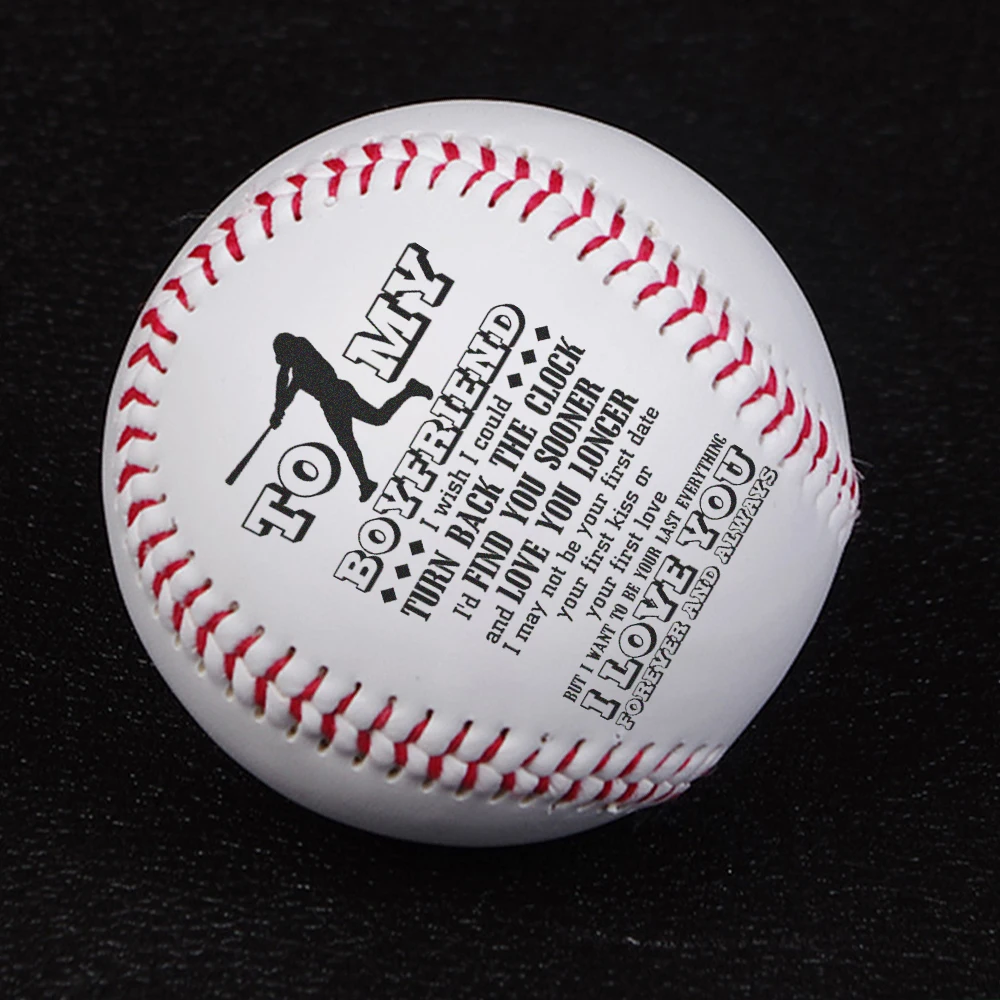 TO MY
BOYFRIEND
I wish I could
TURN BACK THE CLOCK
I'd FIND YOU SOONER
and LOVE YOU LONGER
I may not be your first date
your first kiss or
your first love
BUT I WANT TO BE YOUR LAST EVERYTHING
I LOVE YOU
FOREVER AND ALWAYS